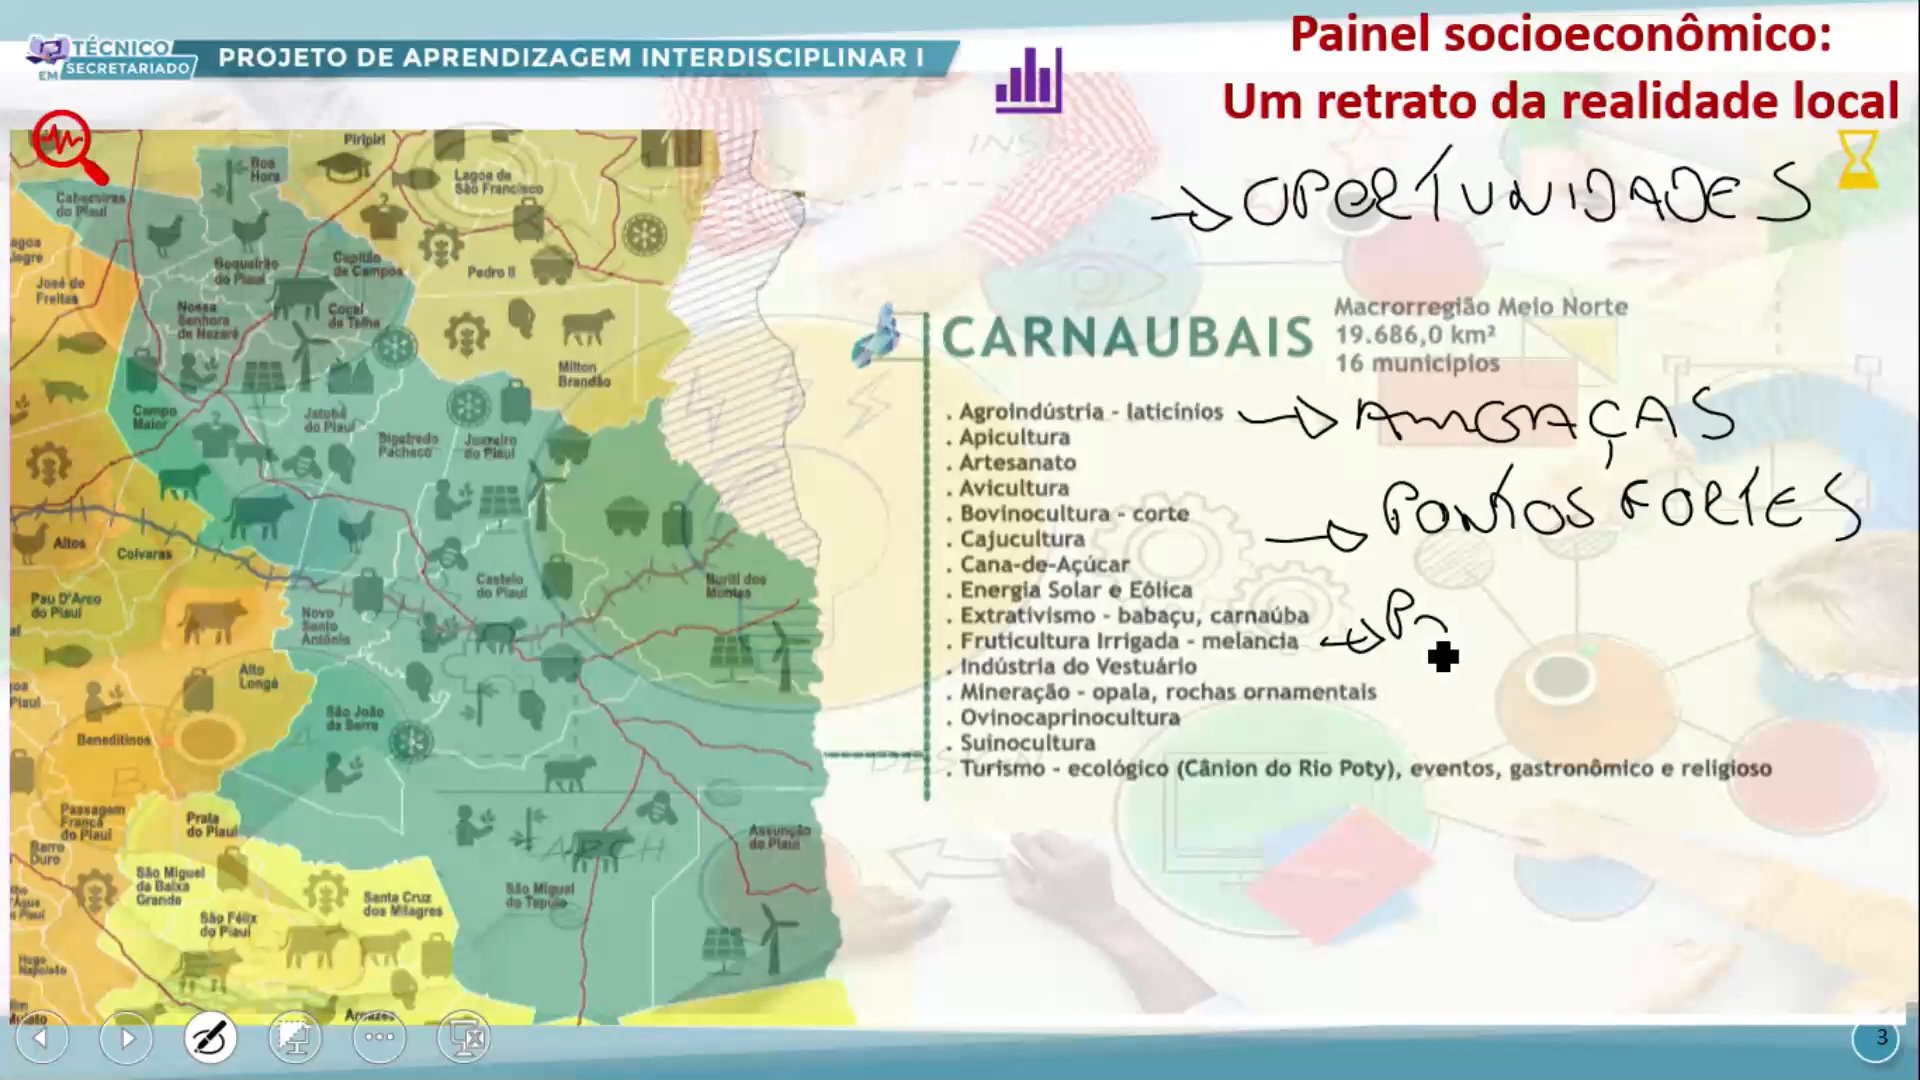 TÉCNICO
EM SECRETARIADO
PROJETO DE APRENDIZAGEM INTERDISCIPLINAR I
Painel socioeconômico:
Um retrato da realidade local
→ OPORTUNIDADES
CARNAUBAIS
Macrorregião Meio Norte
19.686,0 km²
16 municípios
. Agroindústria - laticínios → AMEAÇAS
. Apicultura
. Artesanato
. Avicultura
. Bovinocultura - corte
→ PONTOS FORTES
. Cajucultura
. Cana-de-Açúcar
. Energia Solar e Eólica
. Extrativismo - babaçu, carnaúba
. Fruticultura Irrigada - melancia → P
. Indústria do Vestuário
. Mineração - opala, rochas ornamentais
. Ovinocaprinocultura
. Suinocultura
. Turismo - ecológico (Cânion do Rio Poty), eventos, gastronômico e religioso
Piripiri
Boa
Hora
Lagoa de
São Francisco
Cabeceiras
do Piauí
Boqueirão
do Piauí
Capitão
de Campos
Pedro II
José de
Freitas
Nossa
Senhora
de Nazaré
Cocal
de Telha
Milton
Brandão
Campo
Maior
Jatobá
do Piauí
Sigefredo
Pacheco
Juazeiro
do Piauí
Altos
Coivaras
Castelo
do Piauí
Buriti dos
Montes
Pau D'Arco
do Piauí
Novo
Santo
Antônio
Alto
Longá
São João
da Serra
Beneditinos
Passagem
Franca
do Piauí
Prata
do Piauí
Barro
Duro
Assunção
do Piauí
São Miguel
da Baixa
Grande
Santa Cruz
dos Milagres
São Miguel
do Tapuio
São Félix
do Piauí
Hugo
Napoleão
INS
ARCH
3